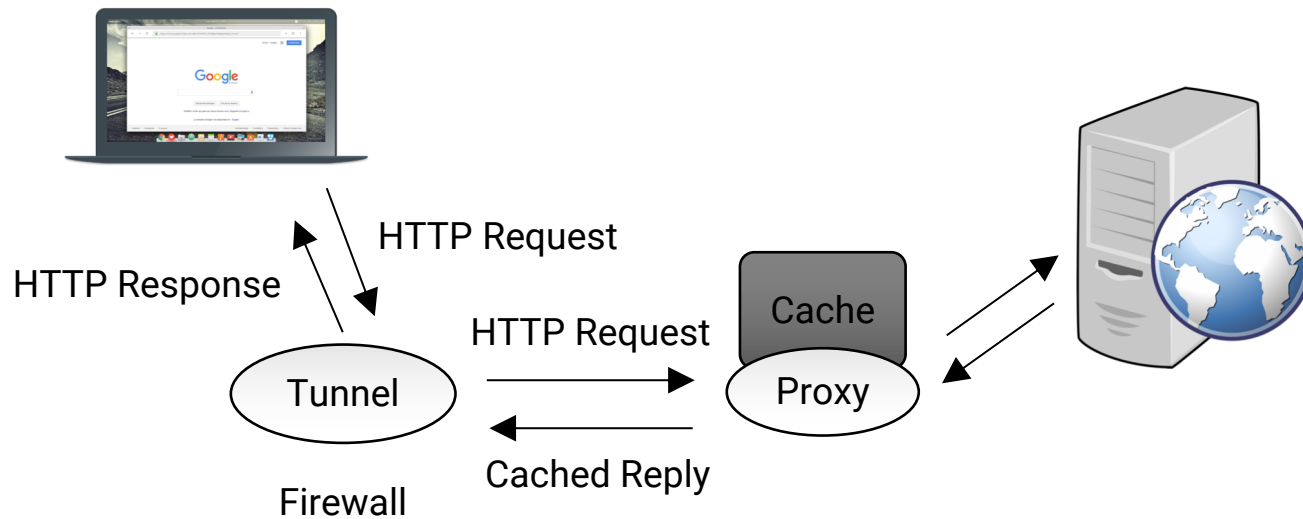 Google
HTTP Request
HTTP Response
Cache
HTTP Request
Tunnel
Proxy
Cached Reply
Firewall